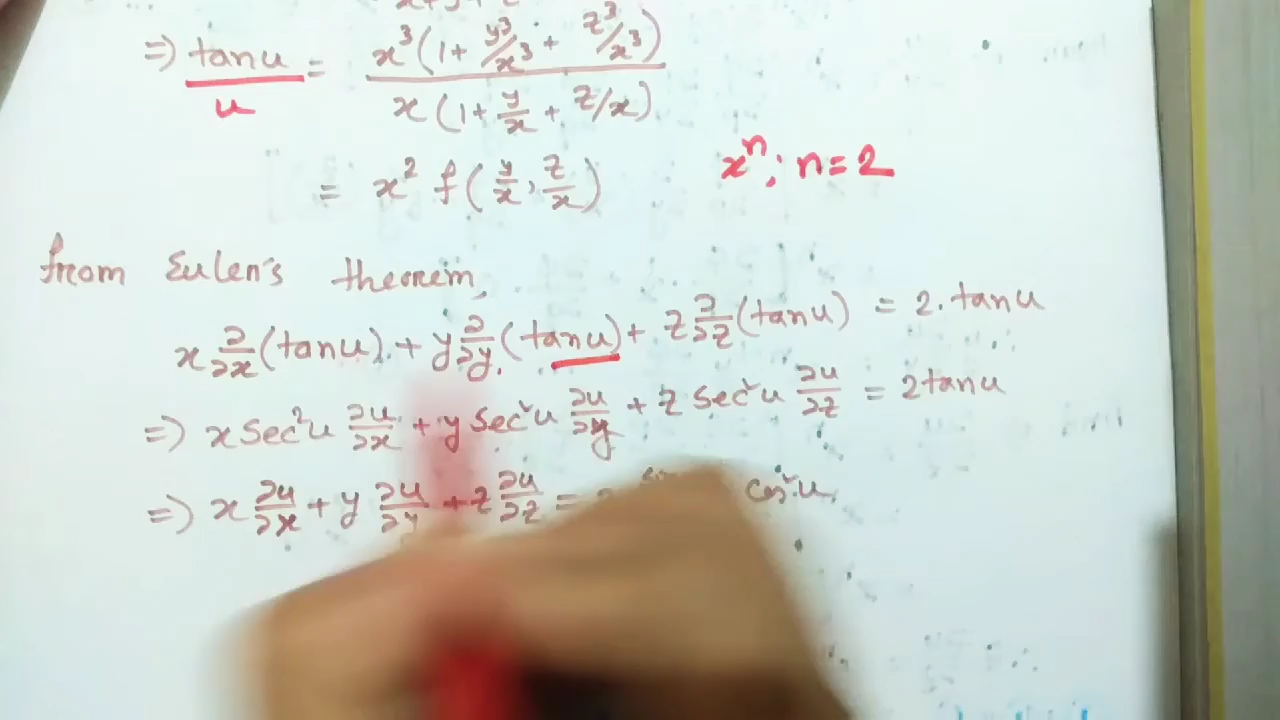 ⇒ tanu = x³(1 + y³/x³ + z³/x³)
u x(1 + y/x + z/x)
= x² f(y/x, z/x) xⁿ; n = 2
from Euler's theorem,
x ∂/∂x (tanu) + y ∂/∂y (tanu) + z ∂/∂z (tanu) = 2. tanu
⇒ x sec²u ∂u/∂x + y sec²u ∂u/∂y + z sec²u ∂u/∂z = 2tanu
⇒ x ∂u/∂x + y ∂u/∂y + z ∂u/∂z = cos²u